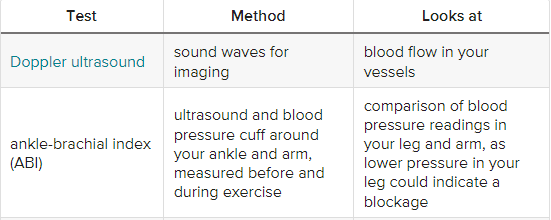 Test Method Looks at
Doppler ultrasound
sound waves for
imaging
blood flow in your
vessels
ankle-brachial index
(ABI)
ultrasound and blood
pressure cuff around
your ankle and arm,
measured before and
during exercise
comparison of blood
pressure readings in
your leg and arm, as
lower pressure in your
leg could indicate a
blockage